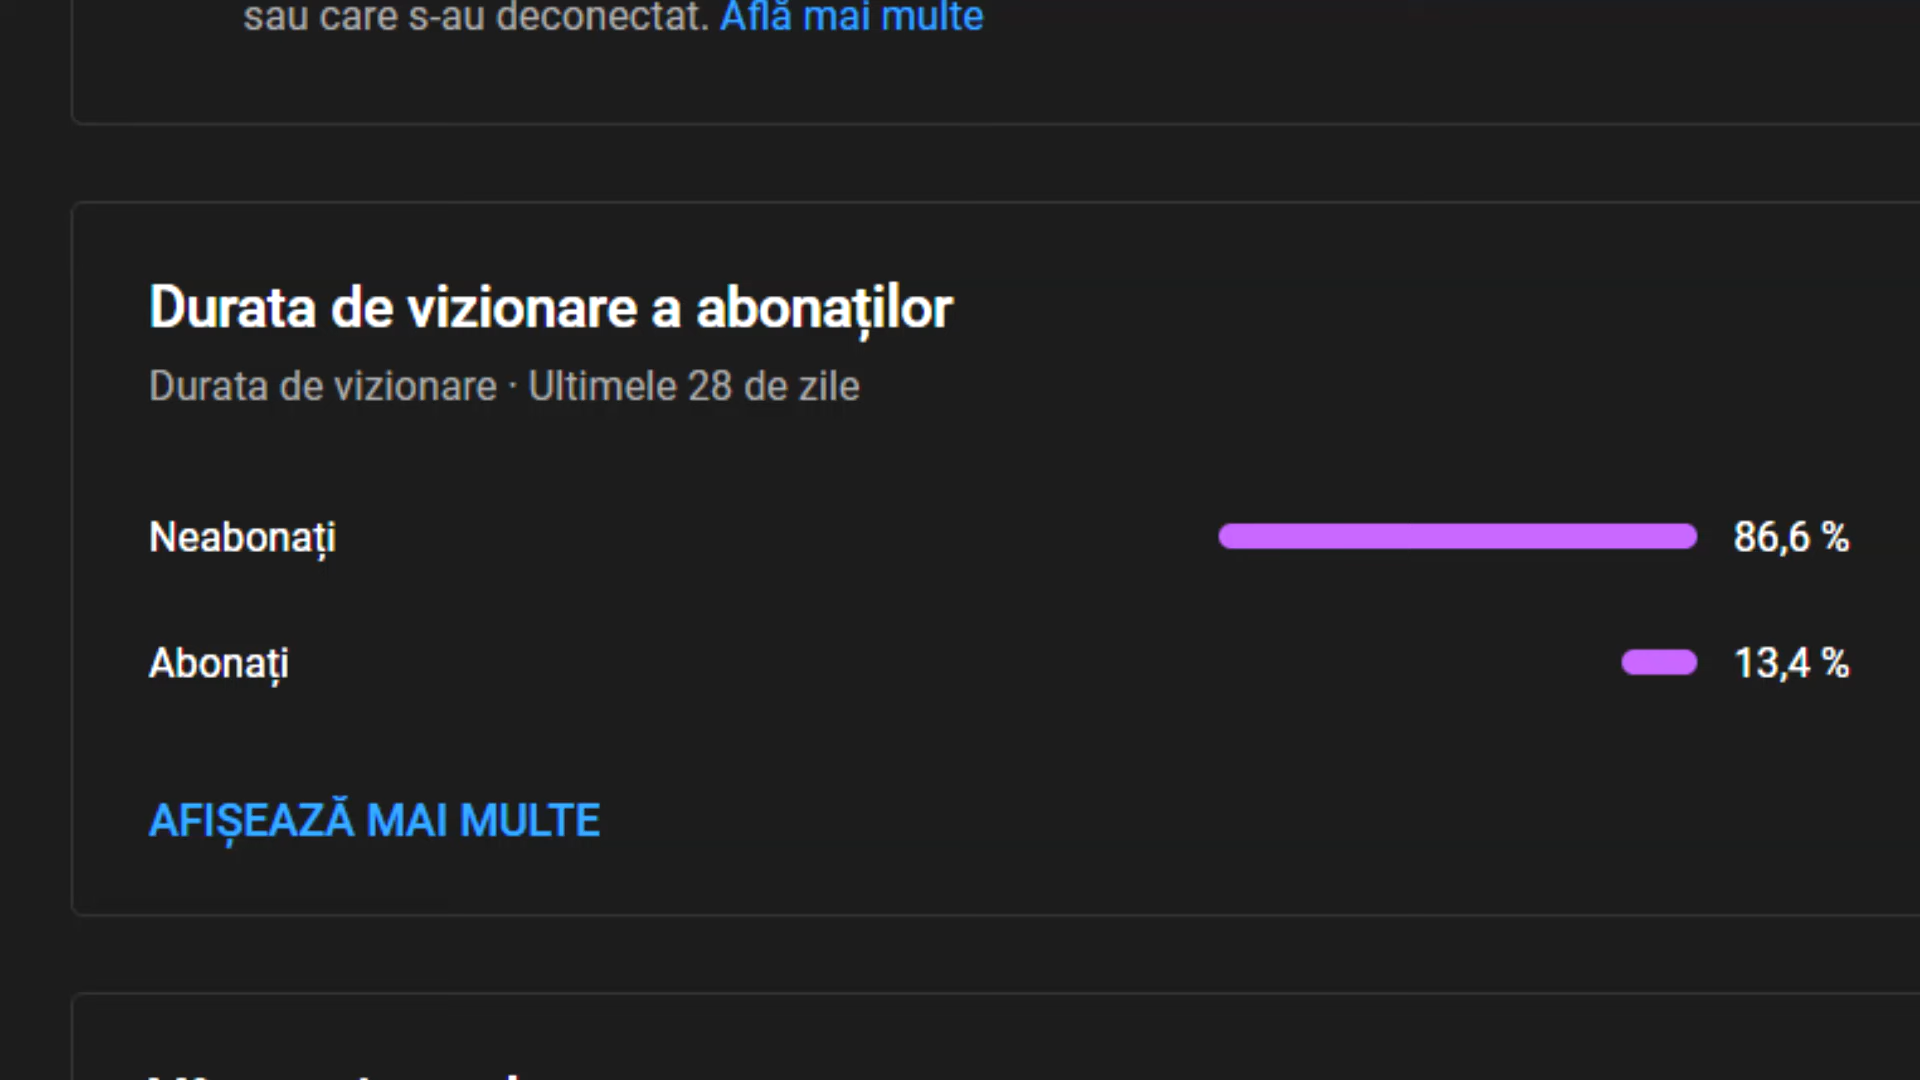 sau care s-au deconectat. Află mai multe
Durata de vizionare a abonaților
Durata de vizionare · Ultimele 28 de zile
Neabonați 86,6 %
Abonați 13,4 %
AFIȘEAZĂ MAI MULTE